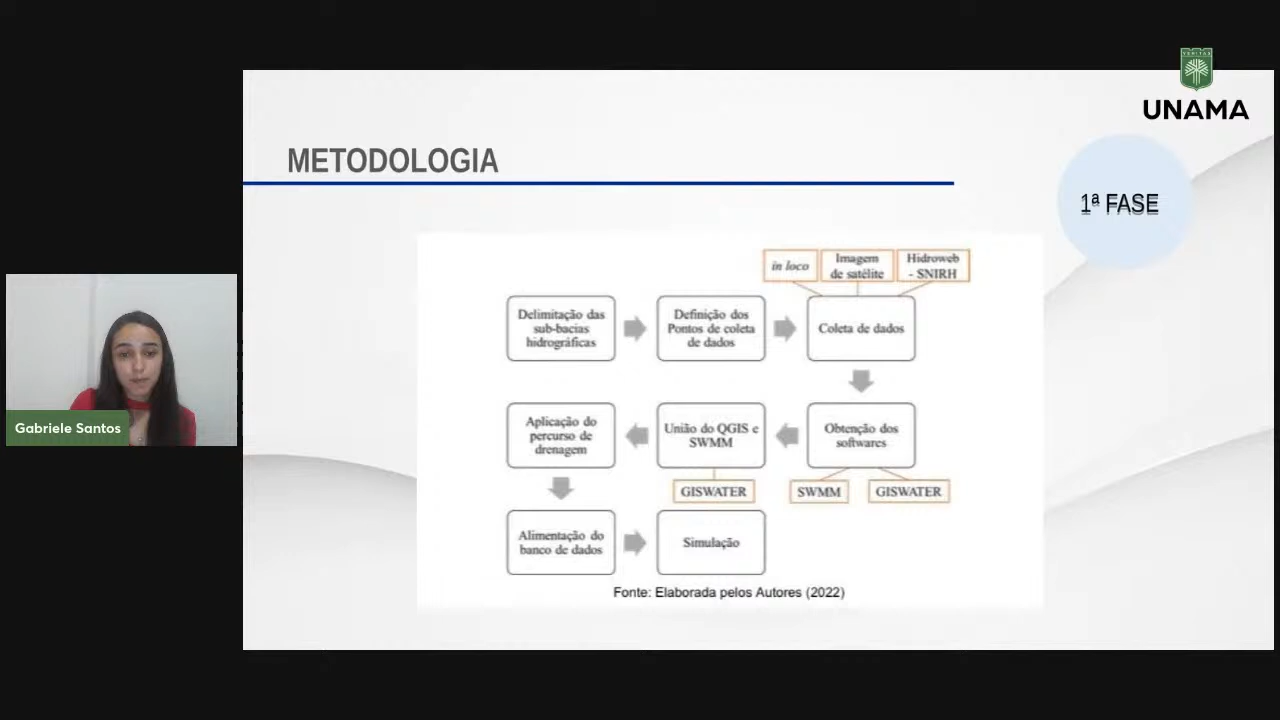 VERITAS
UNAMA
METODOLOGIA
1ª FASE
in loco
Imagem
de satélite
Hidroweb
- SNIRH
Delimitação das
sub-bacias
hidrográficas
Definição dos
Pontos de coleta
de dados
Coleta de dados
Aplicação do
percurso de
drenagem
União do QGIS e
SWMM
Obtenção dos
softwares
GISWATER
SWMM
GISWATER
Alimentação do
banco de dados
Simulação
Fonte: Elaborada pelos Autores (2022)
Gabriele Santos